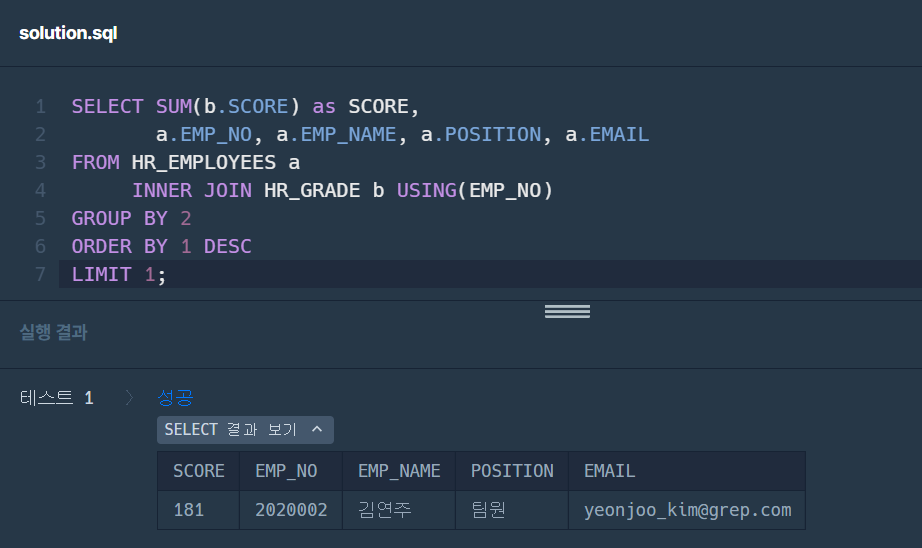 solution.sql
1 SELECT SUM(b.SCORE) as SCORE,
2 a.EMP_NO, a.EMP_NAME, a.POSITION, a.EMAIL
3 FROM HR_EMPLOYEES a
4 INNER JOIN HR_GRADE b USING(EMP_NO)
5 GROUP BY 2
6 ORDER BY 1 DESC
7 LIMIT 1;
실행 결과
테스트 1 〉 성공
SELECT 결과 보기 ^
SCORE EMP_NO EMP_NAME POSITION EMAIL
181 2020002 김연주 팀원 yeonjoo_kim@grep.com